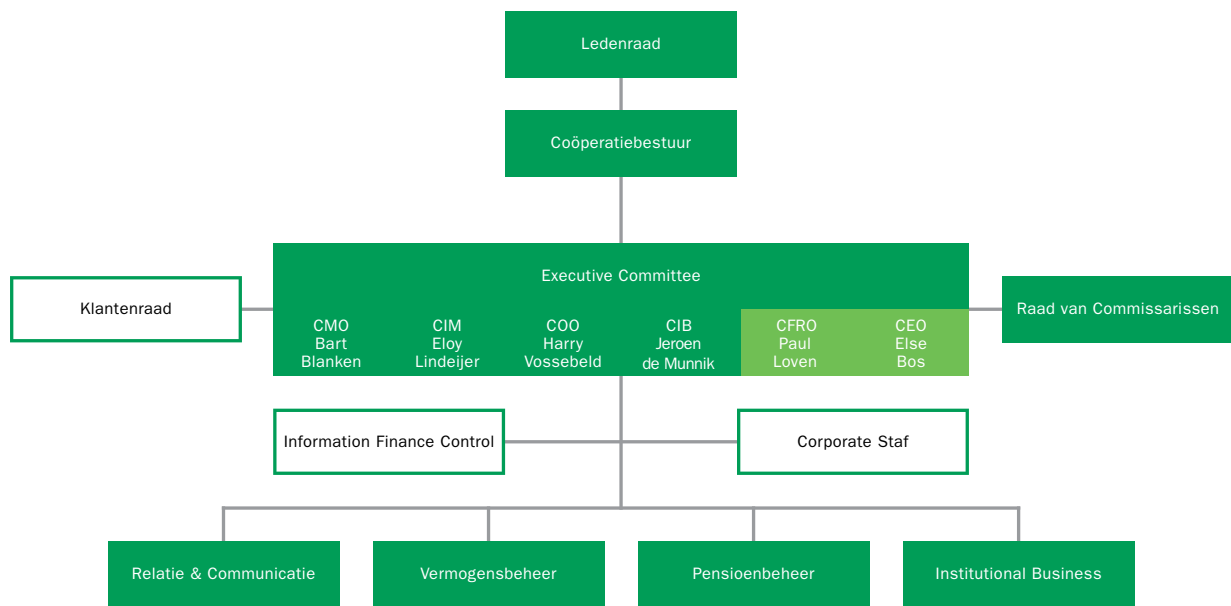 Ledenraad
Coöperatiebestuur
Executive Committee
Klantenraad
Raad van Commissarissen
CMO
Bart
Blanken
CIM
Eloy
Lindeijer
COO
Harry
Vossebeld
CIB
Jeroen
de Munnik
CFRO
Paul
Loven
CEO
Else
Bos
Information Finance Control
Corporate Staf
Relatie & Communicatie
Vermogensbeheer
Pensioenbeheer
Institutional Business